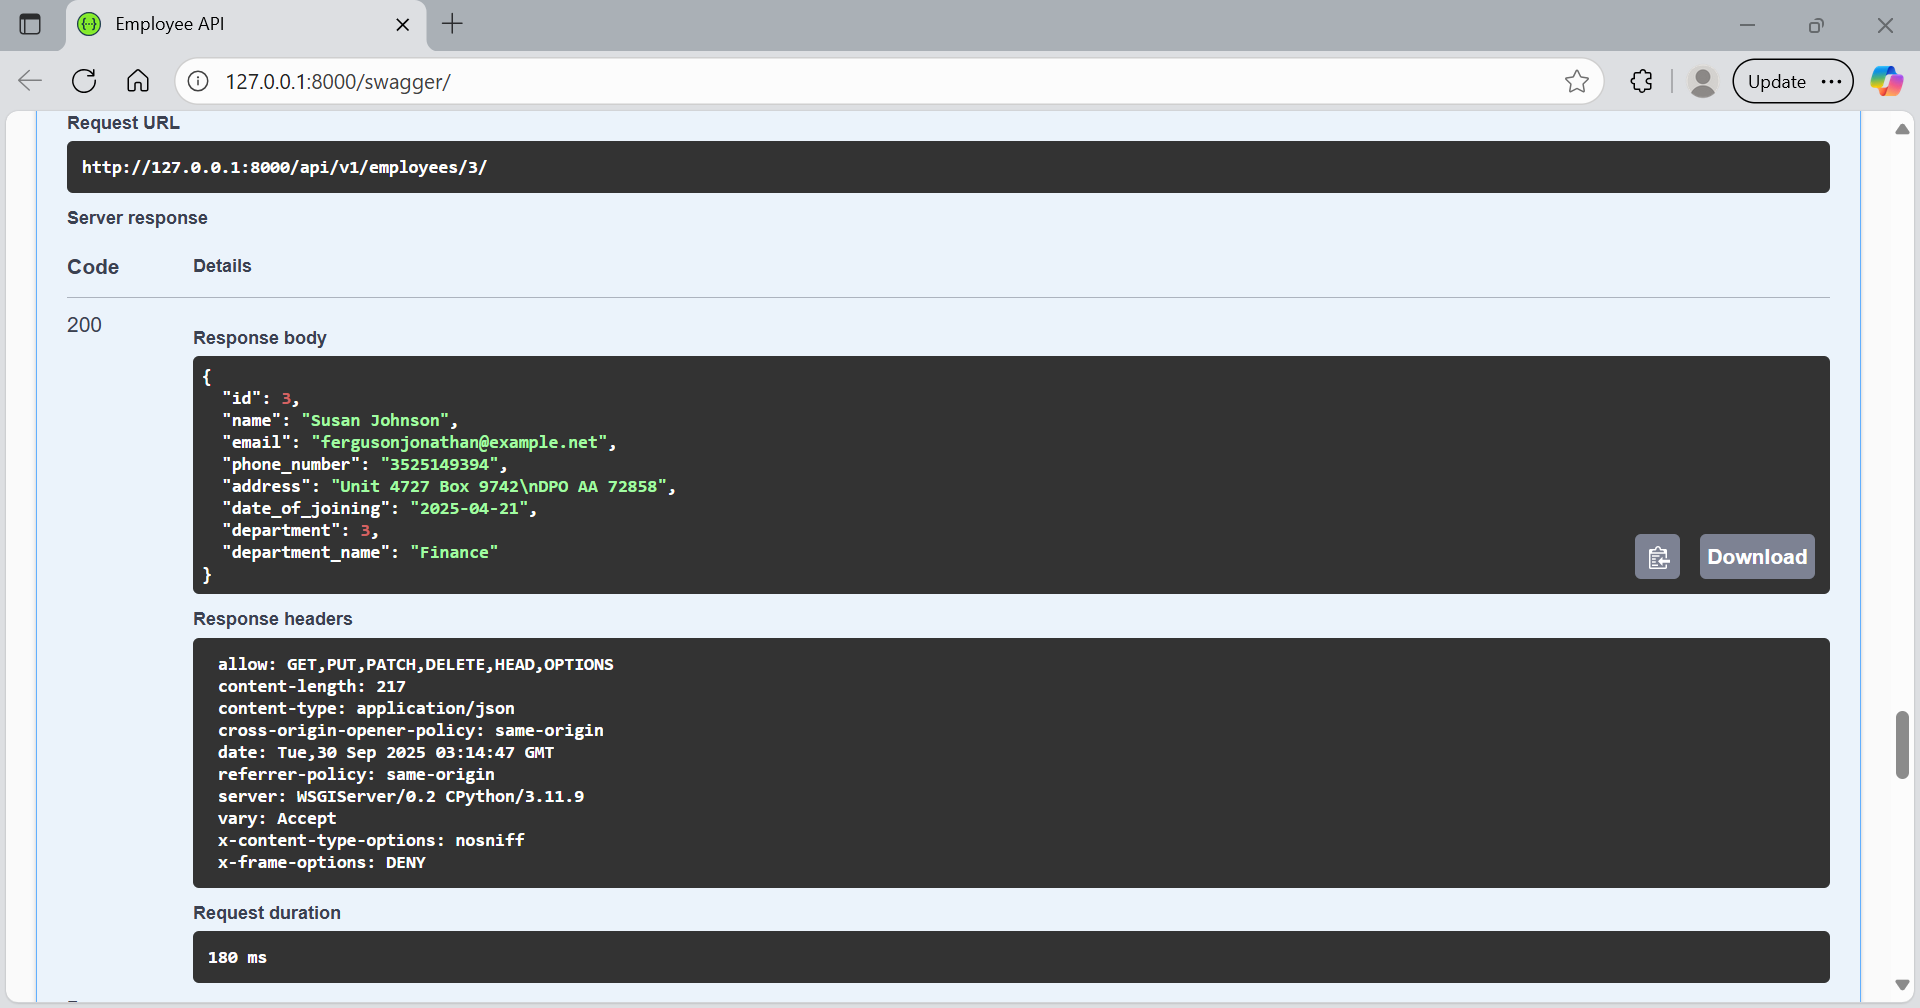 Employee API
127.0.0.1:8000/swagger/
Update
Request URL
http://127.0.0.1:8000/api/v1/employees/3/
Server response
Code Details
200
Response body
{
  "id": 3,
  "name": "Susan Johnson",
  "email": "fergusonjonathan@example.net",
  "phone_number": "3525149394",
  "address": "Unit 4727 Box 9742\nDPO AA 72858",
  "date_of_joining": "2025-04-21",
  "department": 3,
  "department_name": "Finance"
}
Download
Response headers
allow: GET,PUT,PATCH,DELETE,HEAD,OPTIONS
content-length: 217
content-type: application/json
cross-origin-opener-policy: same-origin
date: Tue,30 Sep 2025 03:14:47 GMT
referrer-policy: same-origin
server: WSGIServer/0.2 CPython/3.11.9
vary: Accept
x-content-type-options: nosniff
x-frame-options: DENY
Request duration
180 ms